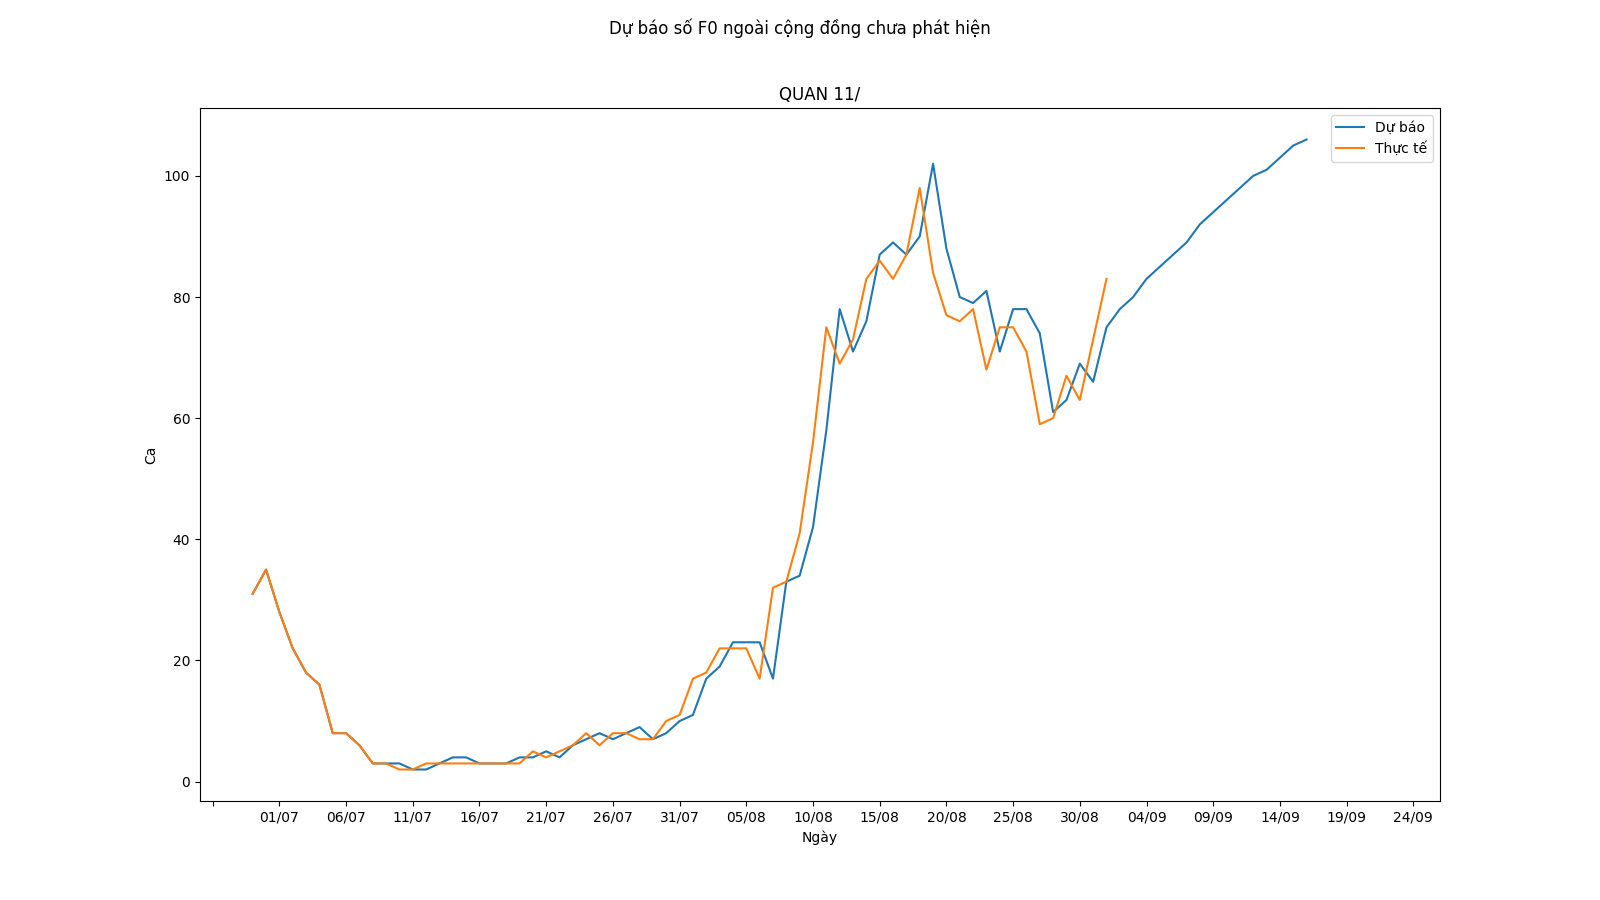 Dự báo số F0 ngoài cộng đồng chưa phát hiện
QUAN 11/
Dự báo
Thực tế
100
80
60
40
20
0
Ca
01/07 06/07 11/07 16/07 21/07 26/07 31/07 05/08 10/08 15/08 20/08 25/08 30/08 04/09 09/09 14/09 19/09 24/09
Ngày